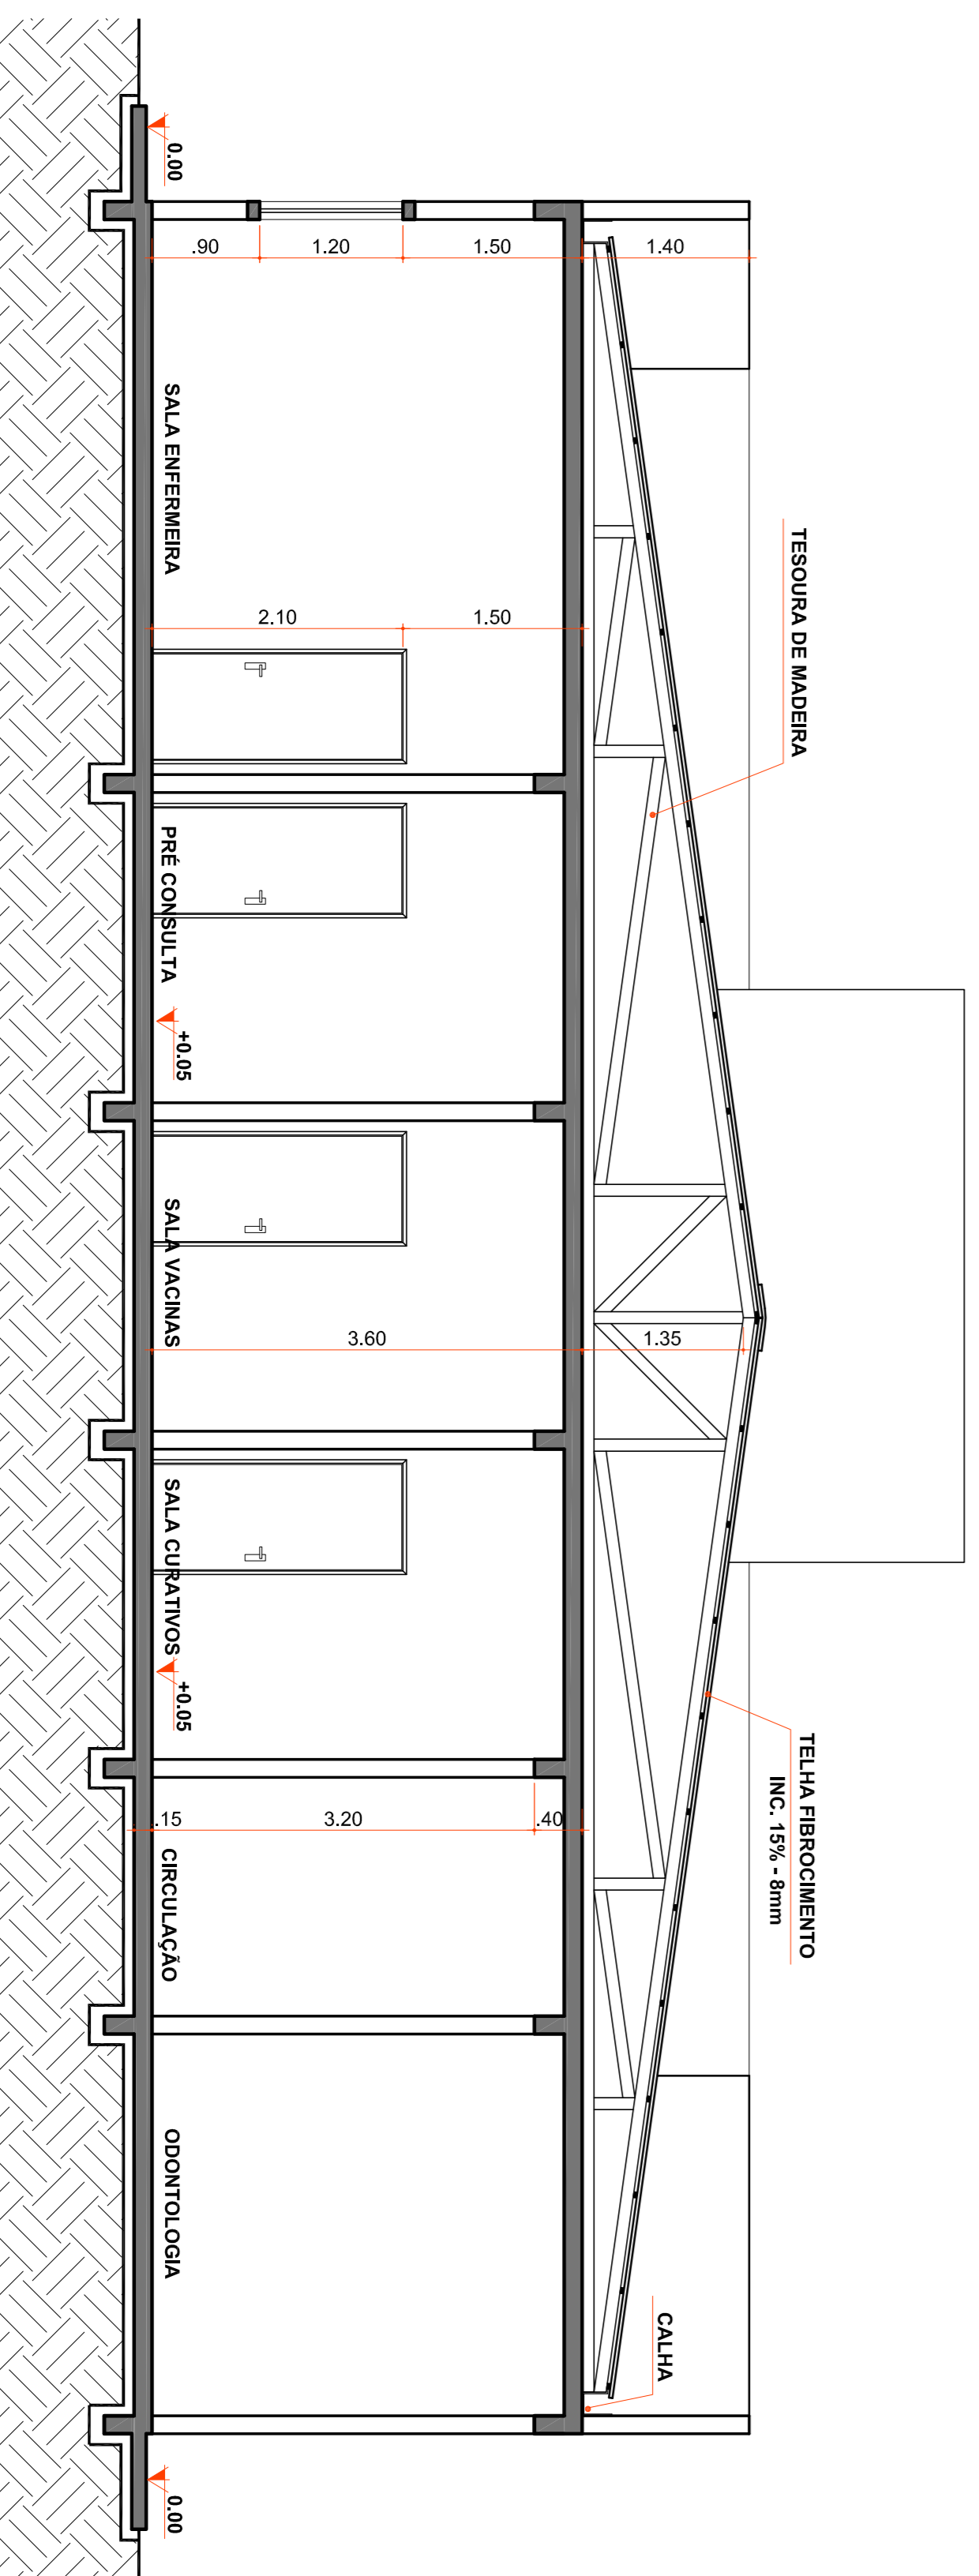 TESOURA DE MADEIRA
TELHA FIBROCIMENTO
INC. 15% - 8mm
CALHA
1.40
1.50
1.20
.90
1.50
2.10
1.35
3.60
.40
3.20
.15
0.00
SALA ENFERMEIRA
PRÉ CONSULTA
+0.05
SALA VACINAS
SALA CURATIVOS
+0.05
CIRCULAÇÃO
ODONTOLOGIA
0.00